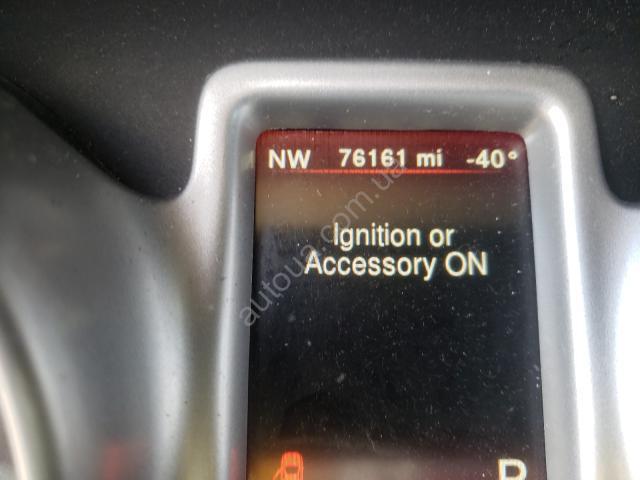 NW 76161 mi -40°
Ignition or
Accessory ON
autoua.com.ua
P